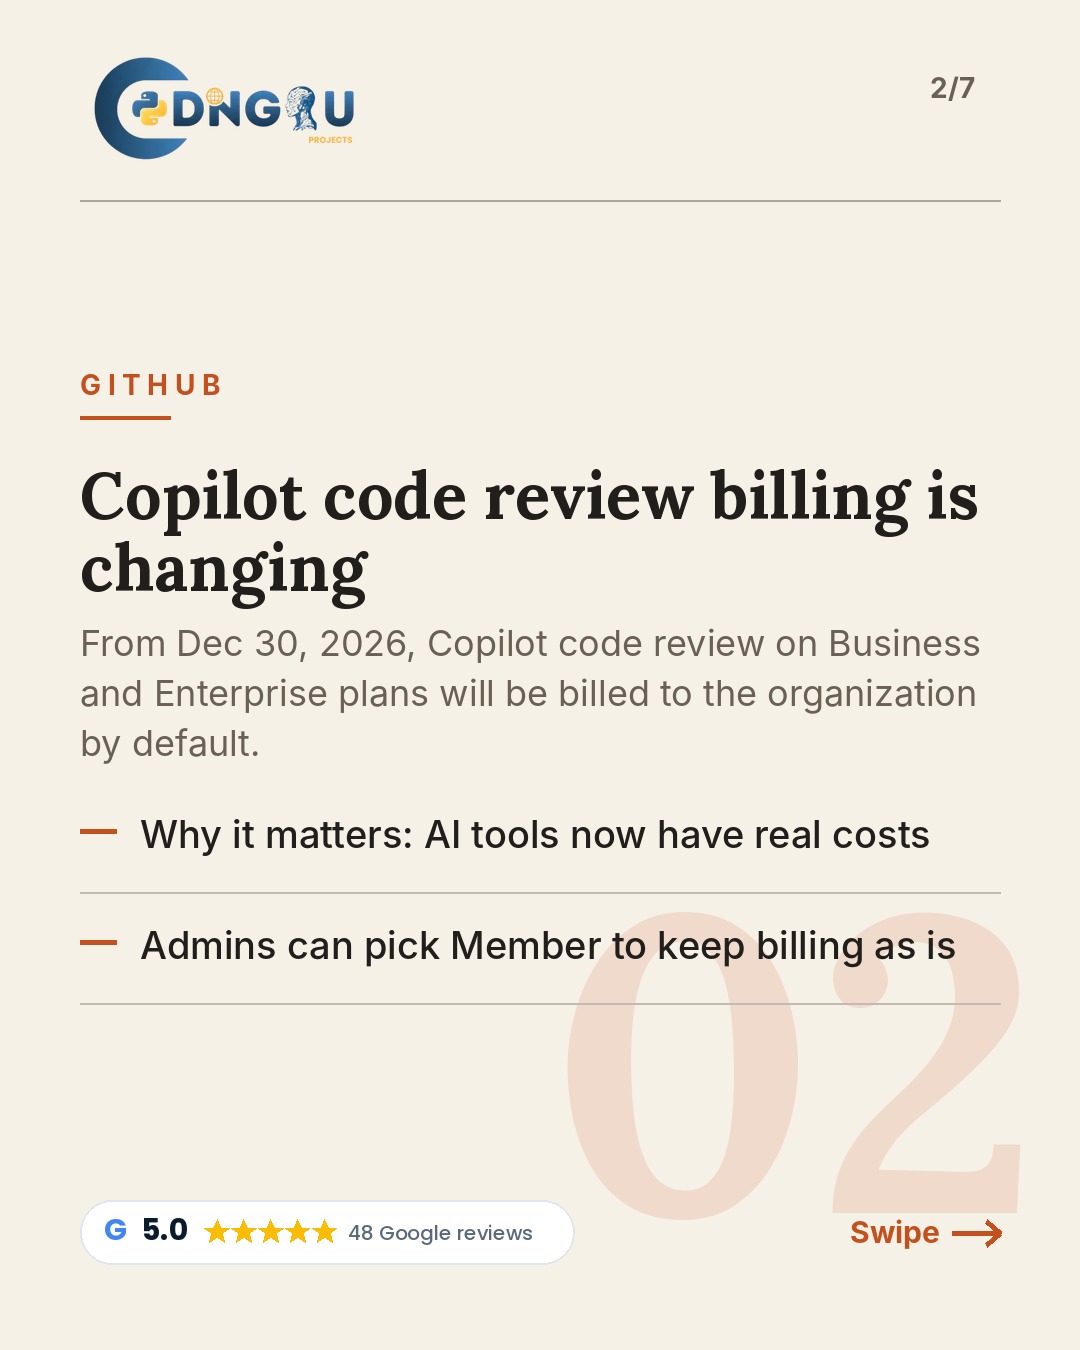 CDNGRU
PROJECTS
2/7
GITHUB
Copilot code review billing is
changing
From Dec 30, 2026, Copilot code review on Business
and Enterprise plans will be billed to the organization
by default.
Why it matters: AI tools now have real costs
Admins can pick Member to keep billing as is
02
G 5.0 48 Google reviews
Swipe